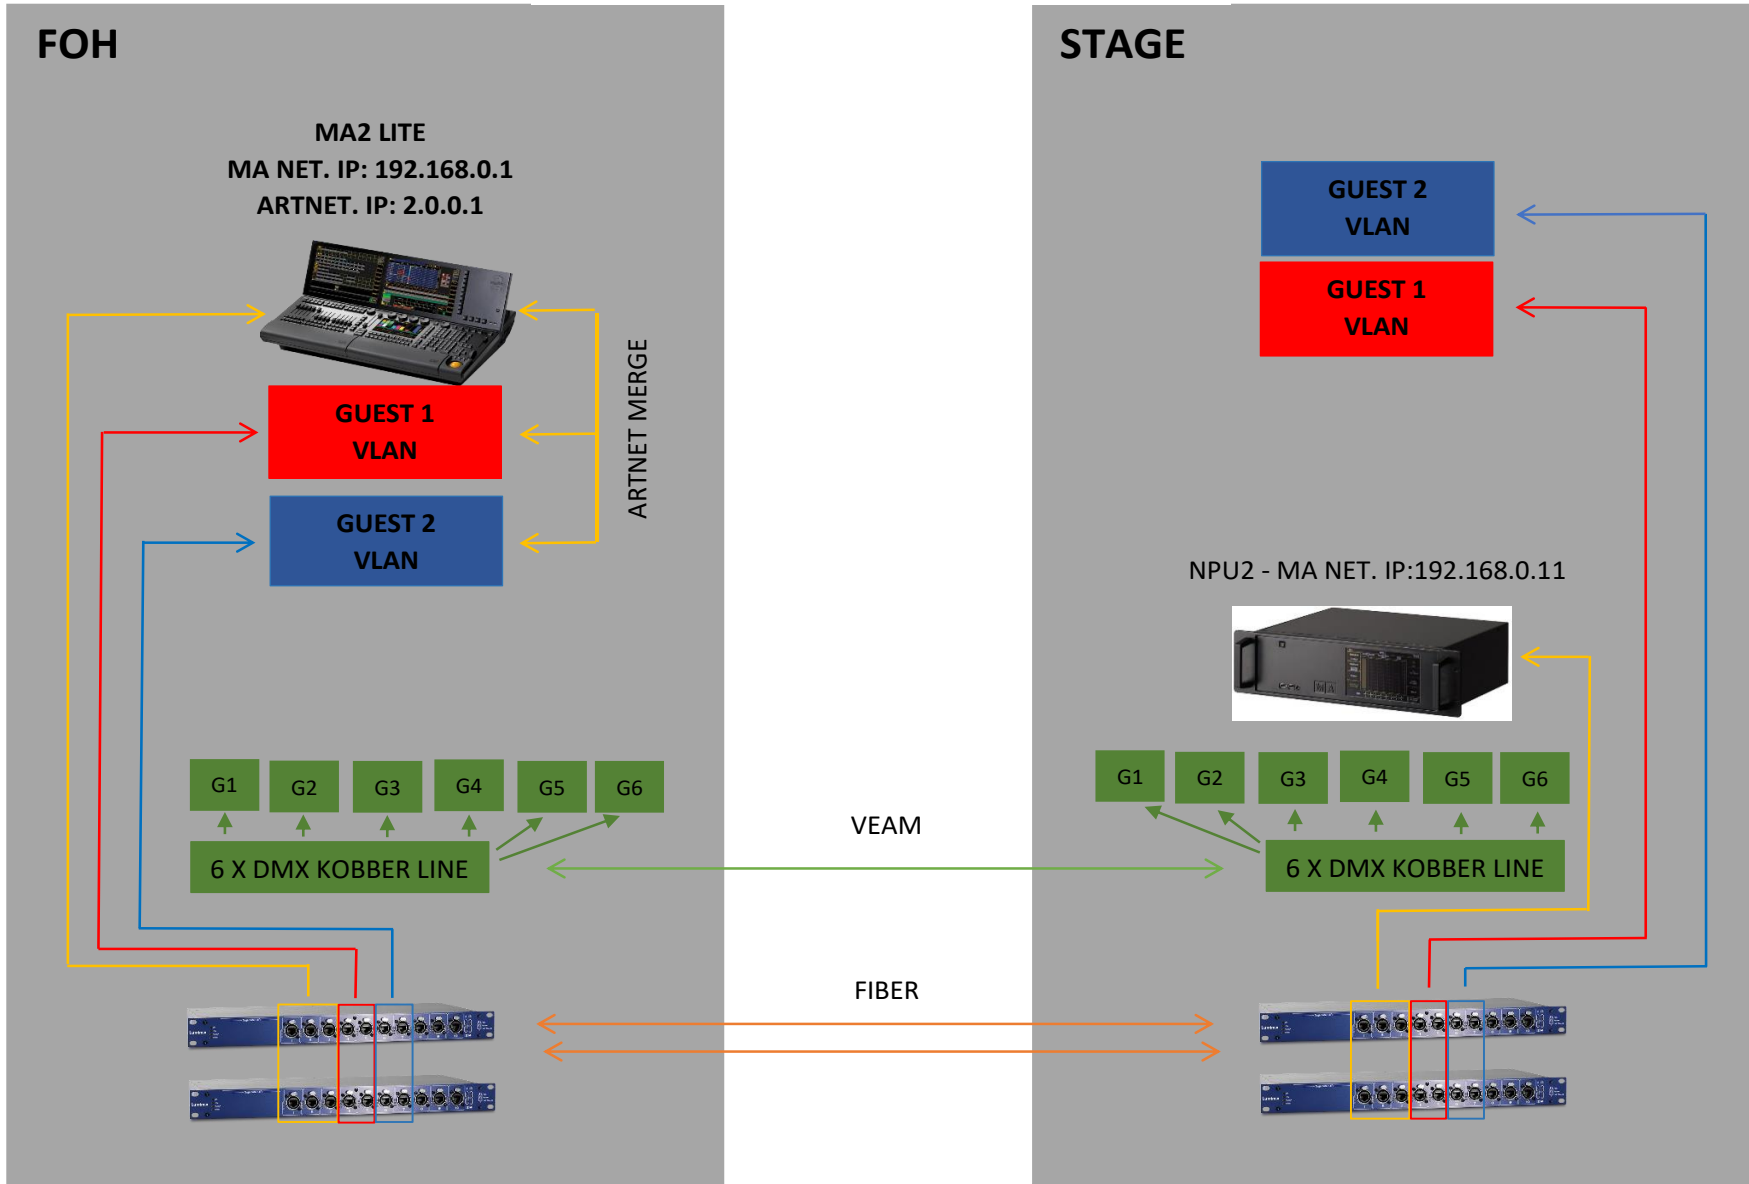 FOH
MA2 LITE
MA NET. IP: 192.168.0.1
ARTNET. IP: 2.0.0.1
GUEST 1
VLAN
GUEST 2
VLAN
ARTNET MERGE
G1
G2
G3
G4
G5
G6
6 X DMX KOBBER LINE
VEAM
FIBER
STAGE
GUEST 2
VLAN
GUEST 1
VLAN
NPU2 - MA NET. IP:192.168.0.11
G1
G2
G3
G4
G5
G6
6 X DMX KOBBER LINE